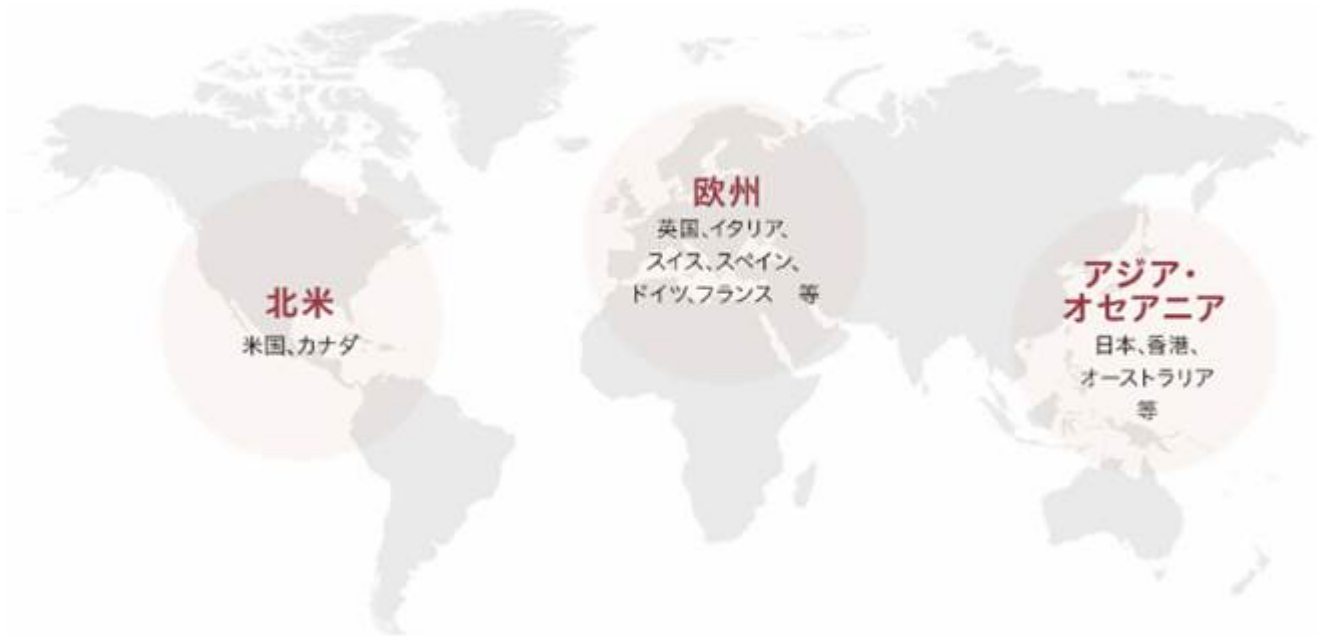 北米
米国、カナダ
欧州
英国、イタリア、
スイス、スペイン、
ドイツ、フランス　等
アジア・
オセアニア
日本、香港、
オーストラリア
等